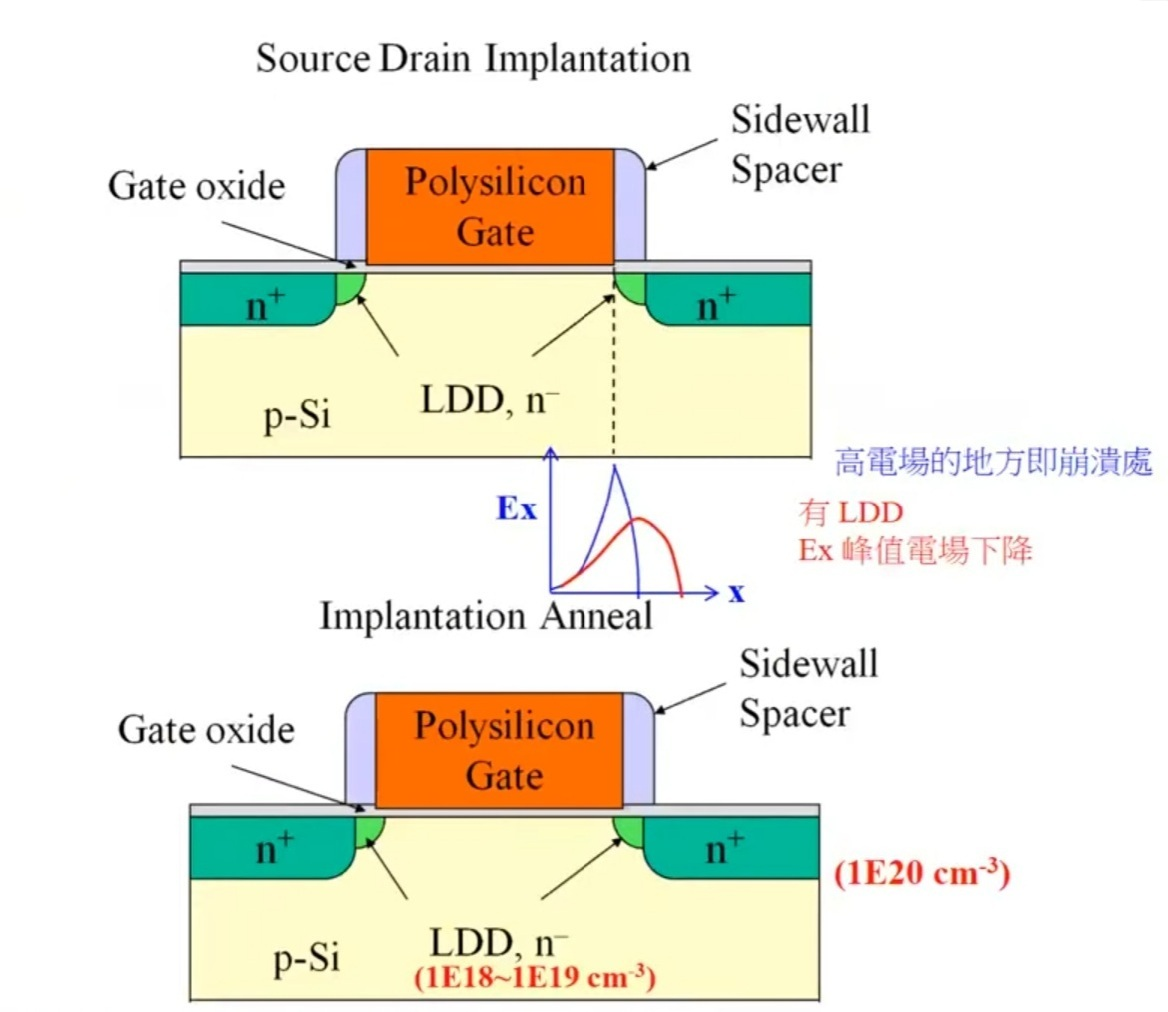 Source Drain Implantation
Sidewall
Spacer
Gate oxide
Polysilicon
Gate
n⁺
n⁺
LDD, n⁻
p-Si
高電場的地方即崩潰處
Ex
有 LDD
Ex 峰值電場下降
x
Implantation Anneal
Sidewall
Spacer
Gate oxide
Polysilicon
Gate
n⁺
n⁺
(1E20 cm⁻³)
LDD, n⁻
p-Si
(1E18~1E19 cm⁻³)